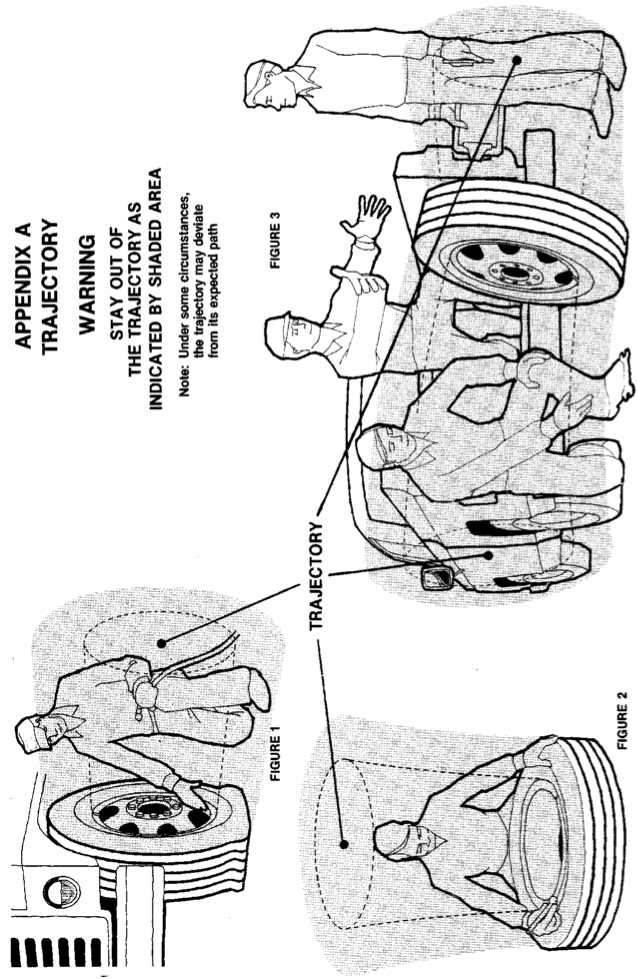 APPENDIX A
TRAJECTORY
WARNING
STAY OUT OF
THE TRAJECTORY AS
INDICATED BY SHADED AREA
Note: Under some circumstances,
the trajectory may deviate
from its expected path
FIGURE 3
TRAJECTORY
FIGURE 1
FIGURE 2